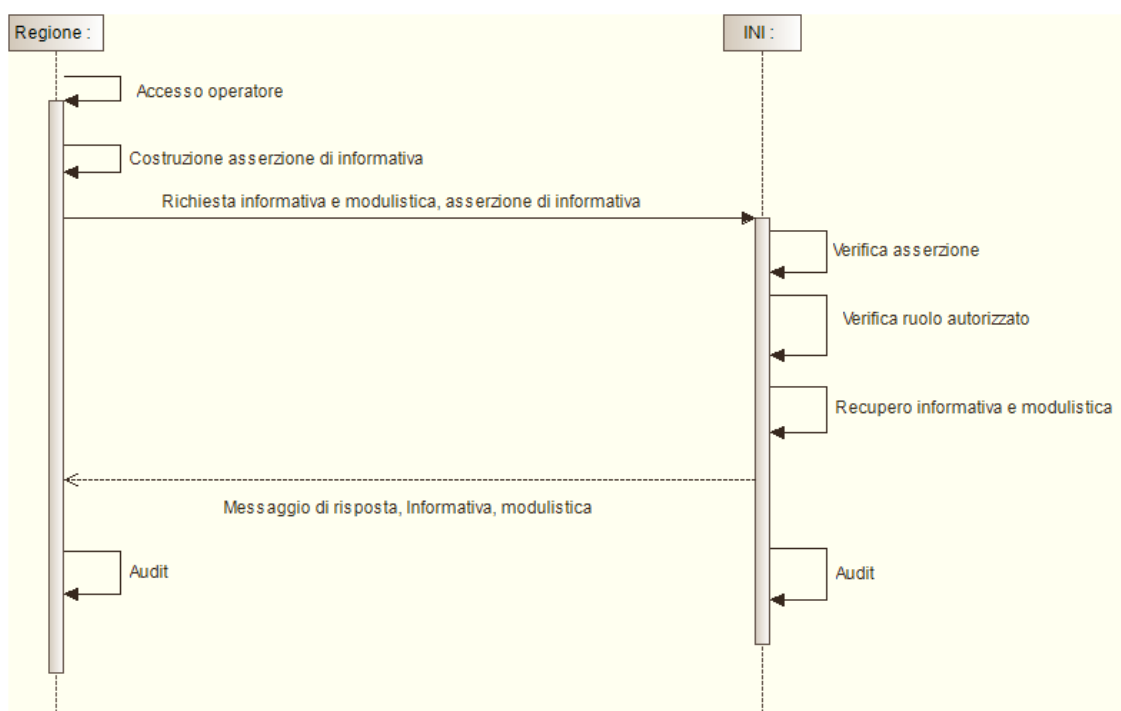 Regione :
INI :
Accesso operatore
Costruzione asserzione di informativa
Richiesta informativa e modulistica, asserzione di informativa
Verifica asserzione
Verifica ruolo autorizzato
Recupero informativa e modulistica
Messaggio di risposta, Informativa, modulistica
Audit
Audit